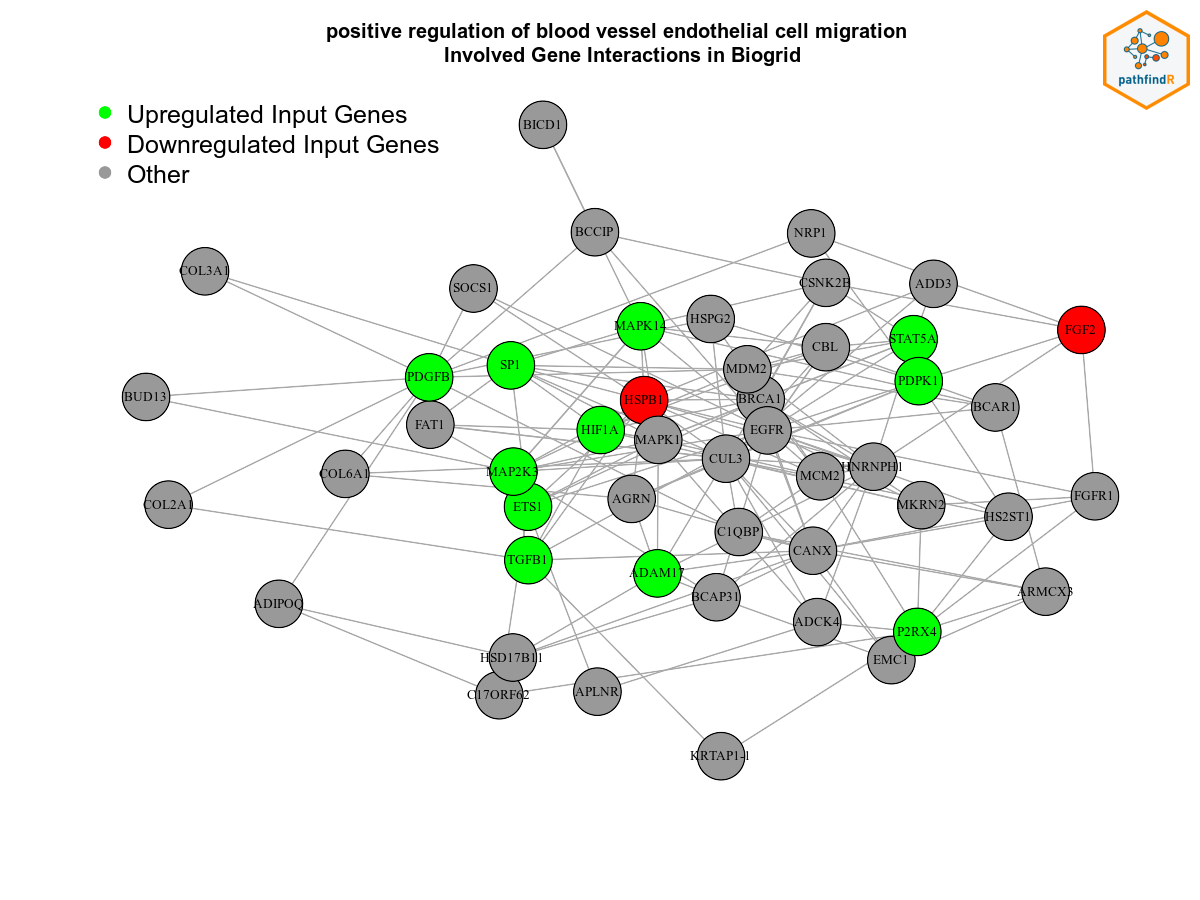 positive regulation of blood vessel endothelial cell migration
Involved Gene Interactions in Biogrid
pathfindR
Upregulated Input Genes
Downregulated Input Genes
Other
BICD1
BCCIP
NRP1
COL3A1
SOCS1
CSNK2B
ADD3
HSPG2
MAPK14
FGF2
STAT5A
CBL
SP1
MDM2
PDGFB
PDPK1
BUD13
HSPB1
BRCA1
BCAR1
FAT1
HIF1A
EGFR
MAPK1
CUL3
HNRNPH1
MAP2K3
COL6A1
MCM2
FGFR1
AGRN
COL2A1
ETS1
MKRN2
HS2ST1
C1QBP
CANX
TGFB1
ADAM17
ARMCX3
BCAP31
ADIPOQ
ADCK4
P2RX4
HSD17B11
EMC1
C17ORF62
APLNR
KRTAP1-1